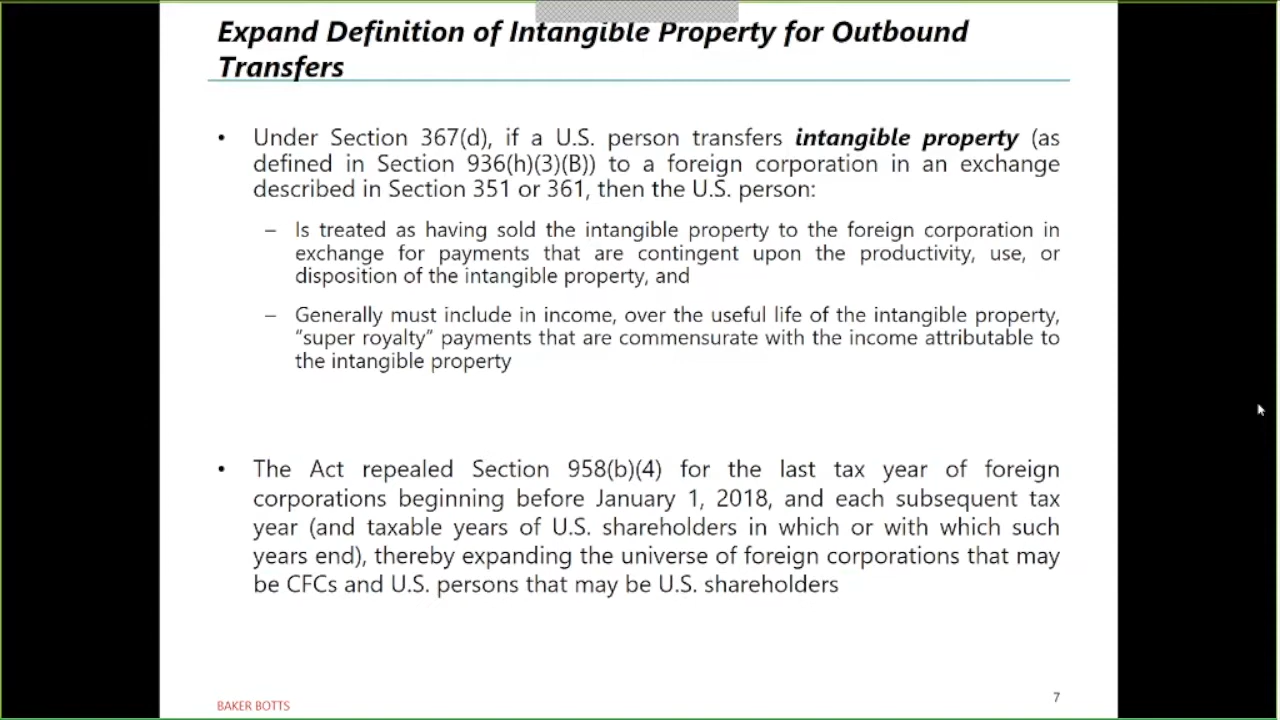 Expand Definition of Intangible Property for Outbound
Transfers
• Under Section 367(d), if a U.S. person transfers intangible property (as
defined in Section 936(h)(3)(B)) to a foreign corporation in an exchange
described in Section 351 or 361, then the U.S. person:
– Is treated as having sold the intangible property to the foreign corporation in
exchange for payments that are contingent upon the productivity, use, or
disposition of the intangible property, and
– Generally must include in income, over the useful life of the intangible property,
“super royalty” payments that are commensurate with the income attributable to
the intangible property
• The Act repealed Section 958(b)(4) for the last tax year of foreign
corporations beginning before January 1, 2018, and each subsequent tax
year (and taxable years of U.S. shareholders in which or with which such
years end), thereby expanding the universe of foreign corporations that may
be CFCs and U.S. persons that may be U.S. shareholders
BAKER BOTTS
7